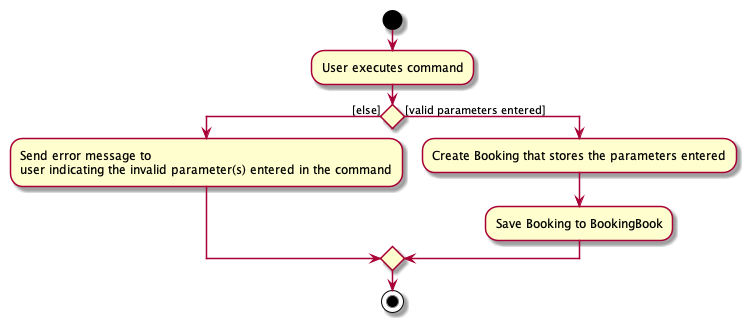 User executes command
[else]
[valid parameters entered]
Send error message to
user indicating the invalid parameter(s) entered in the command
Create Booking that stores the parameters entered
Save Booking to BookingBook